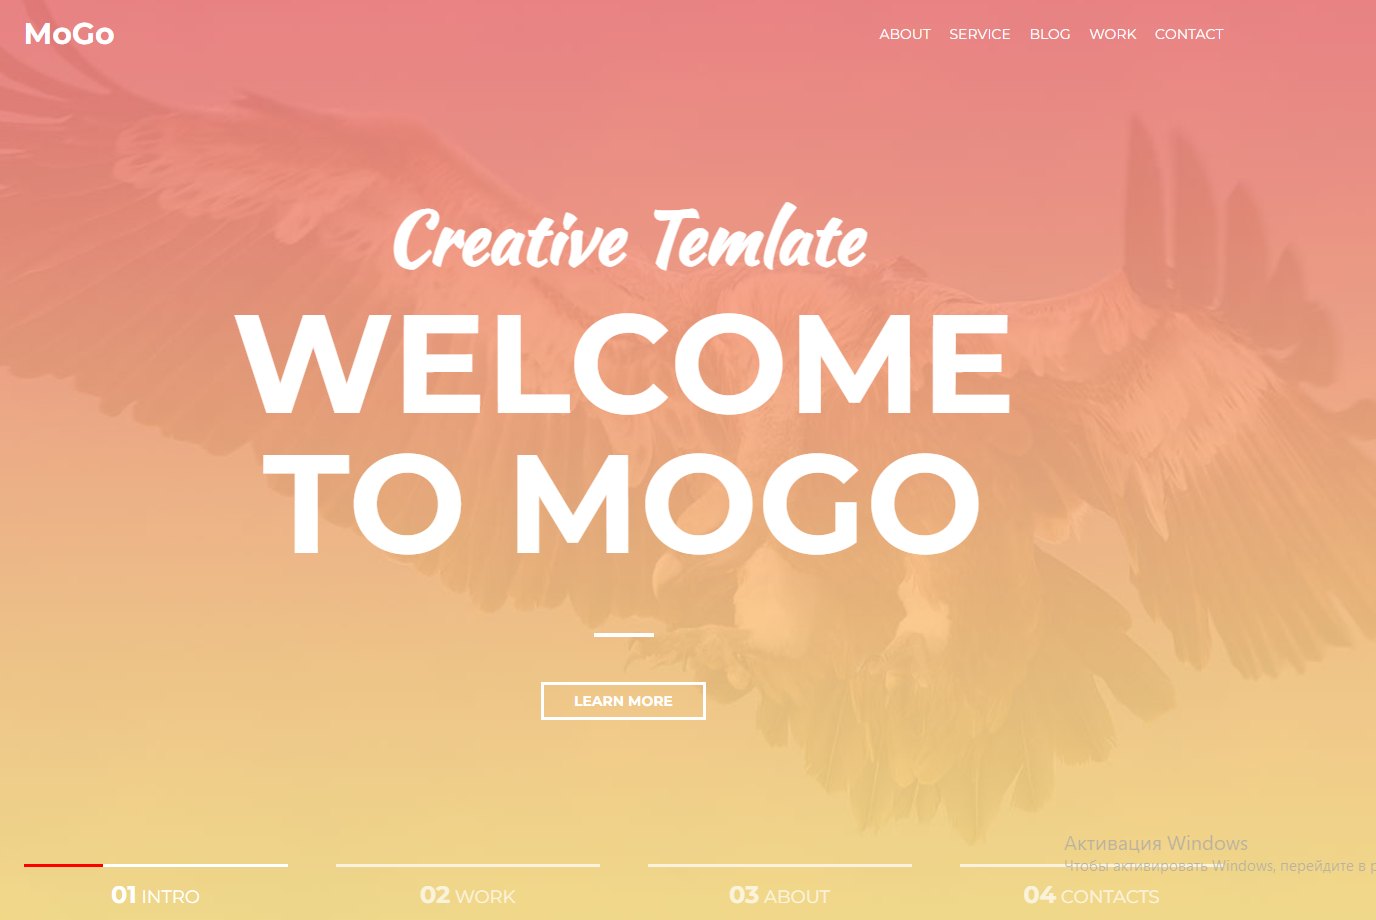 MoGo
ABOUT SERVICE BLOG WORK CONTACT
Creative Temlate
WELCOME
TO MOGO
LEARN MORE
Активация Windows
Чтобы активировать Windows, перейдите в
01 INTRO 02 WORK 03 ABOUT 04 CONTACTS